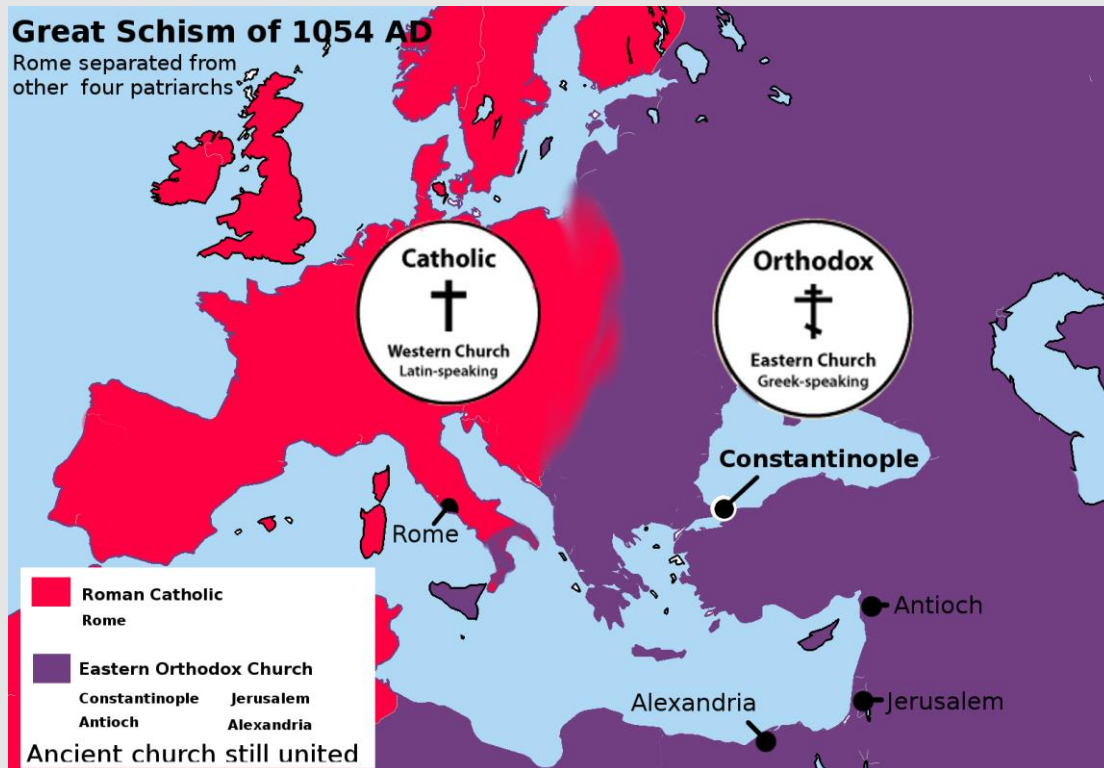 Great Schism of 1054 AD
Rome separated from
other four patriarchs
Catholic
Western Church
Latin-speaking
Orthodox
Eastern Church
Greek-speaking
Constantinople
Rome
Antioch
Alexandria
Jerusalem
Roman Catholic
Rome
Eastern Orthodox Church
Constantinople Jerusalem
Antioch Alexandria
Ancient church still united